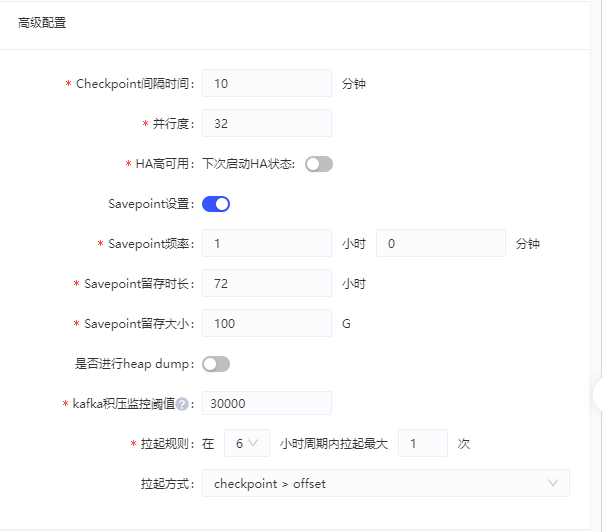 高级配置
* Checkpoint间隔时间: 10 分钟
* 并行度: 32
* HA高可用: 下次启动HA状态:
Savepoint设置:
* Savepoint频率: 1 小时 0 分钟
* Savepoint留存时长: 72 小时
* Savepoint留存大小: 100 G
是否进行heap dump:
* kafka积压监控阈值?: 30000
* 拉起规则: 在 6 小时周期内拉起最大 1 次
拉起方式: checkpoint > offset